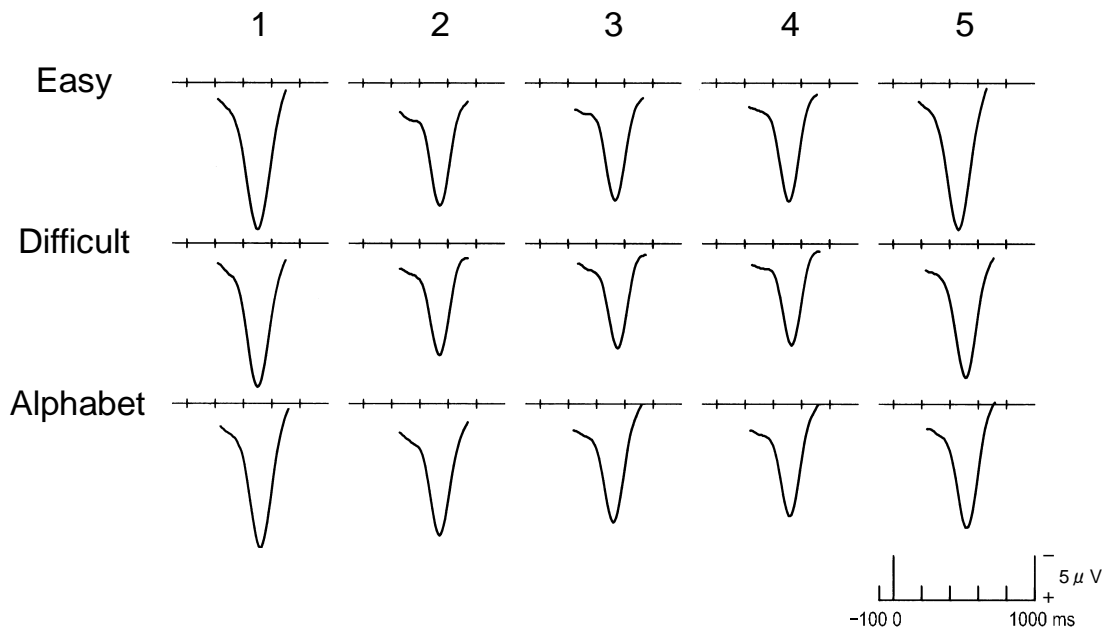 1 2 3 4 5
Easy
Difficult
Alphabet
−
5 μ V
+
−100 0 1000 ms